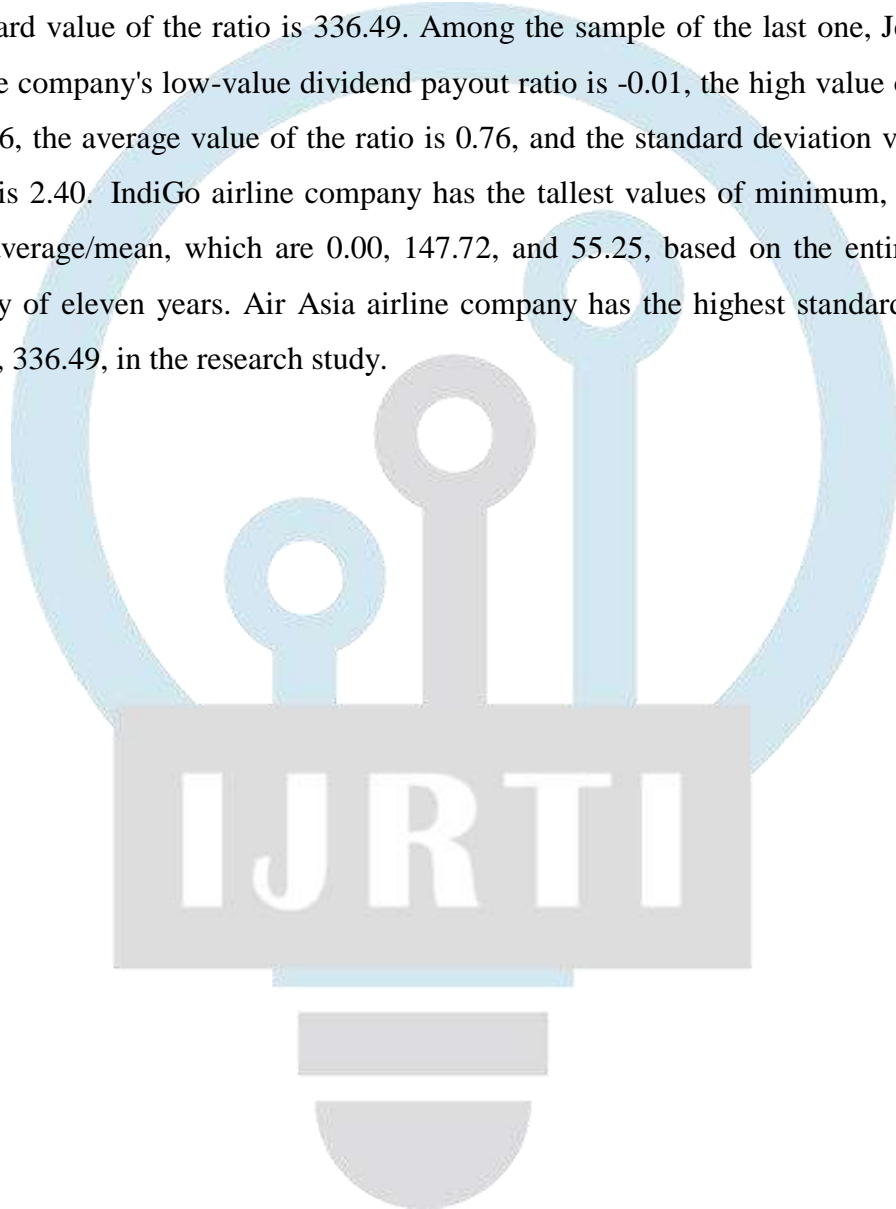 ard value of the ratio is 336.49. Among the sample of the last one, Je
e company's low-value dividend payout ratio is -0.01, the high value
6, the average value of the ratio is 0.76, and the standard deviation v
is 2.40. IndiGo airline company has the tallest values of minimum,
verage/mean, which are 0.00, 147.72, and 55.25, based on the entir
y of eleven years. Air Asia airline company has the highest standard
, 336.49, in the research study.
IJRTI